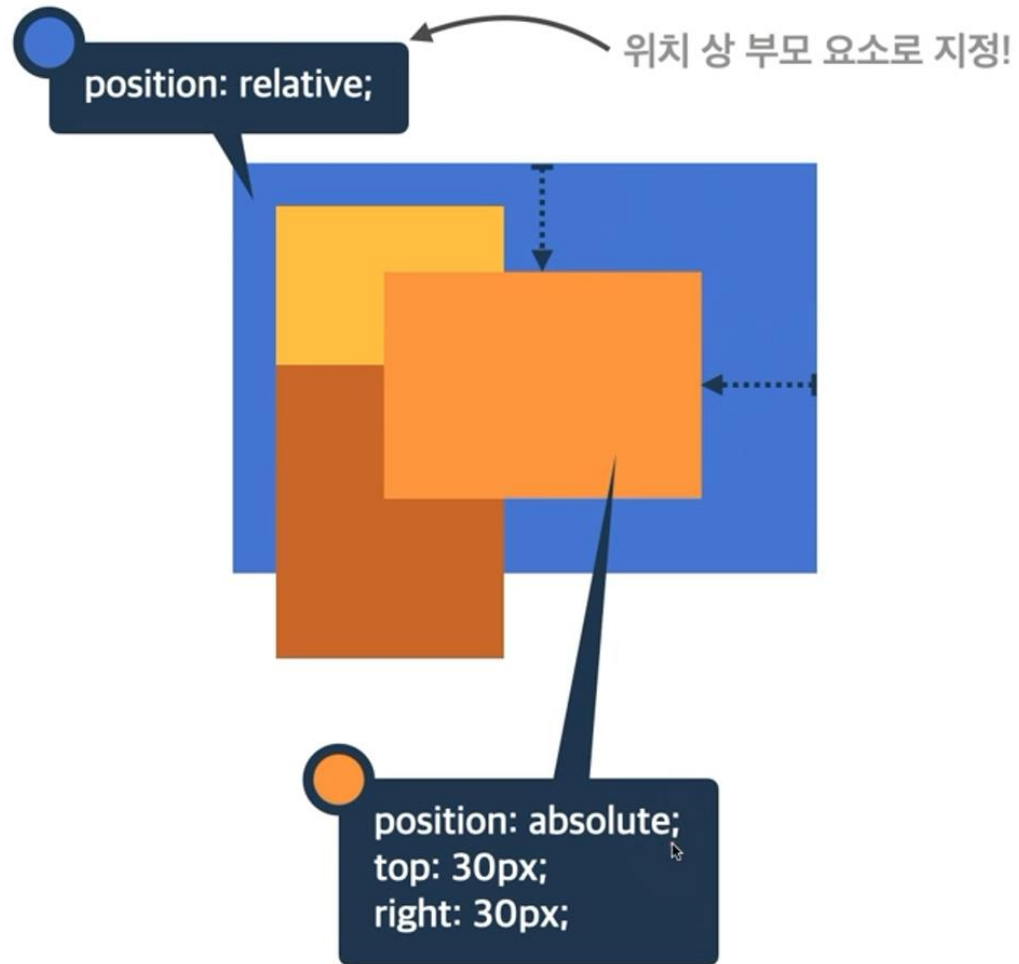 위치 상 부모 요소로 지정!
position: relative;
position: absolute;
top: 30px;
right: 30px;